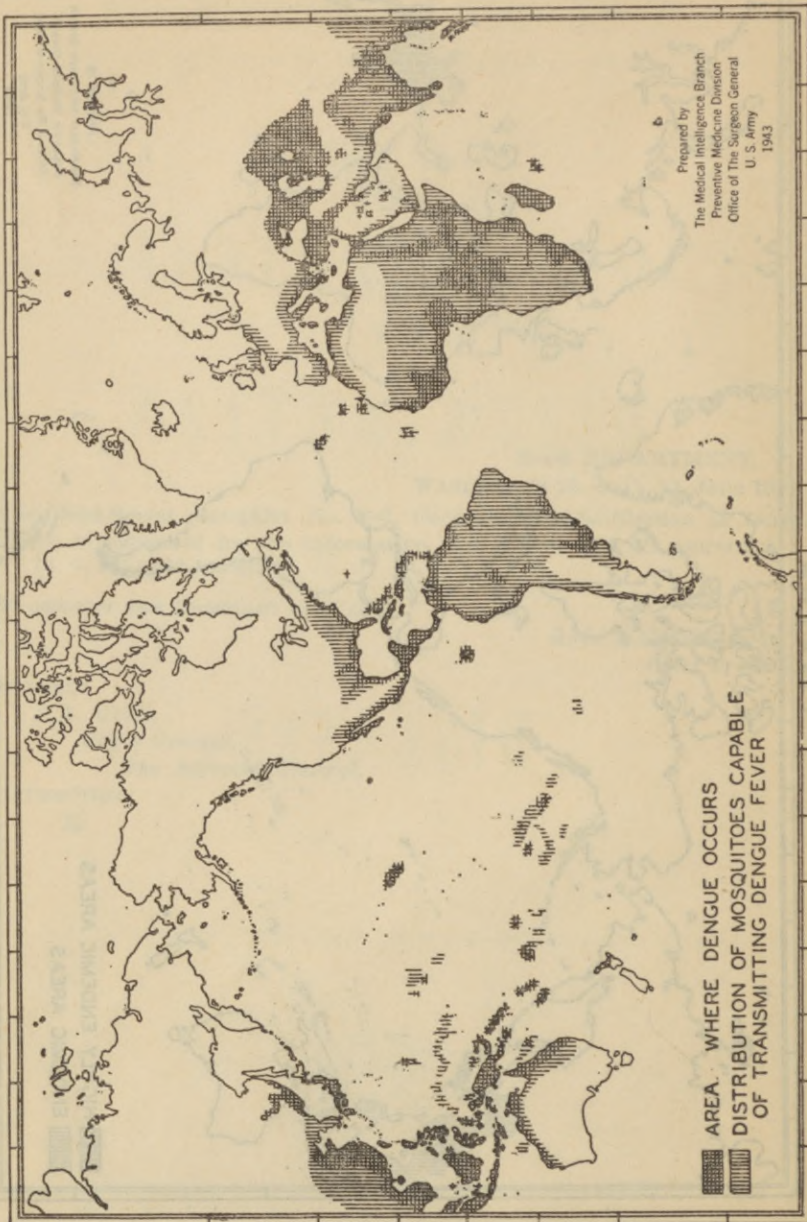 AREA WHERE DENGUE OCCURS
DISTRIBUTION OF MOSQUITOES CAPABLE
OF TRANSMITTING DENGUE FEVER
Prepared by
The Medical Intelligence Branch
Preventive Medicine Division
Office of The Surgeon General
U. S. Army
1943